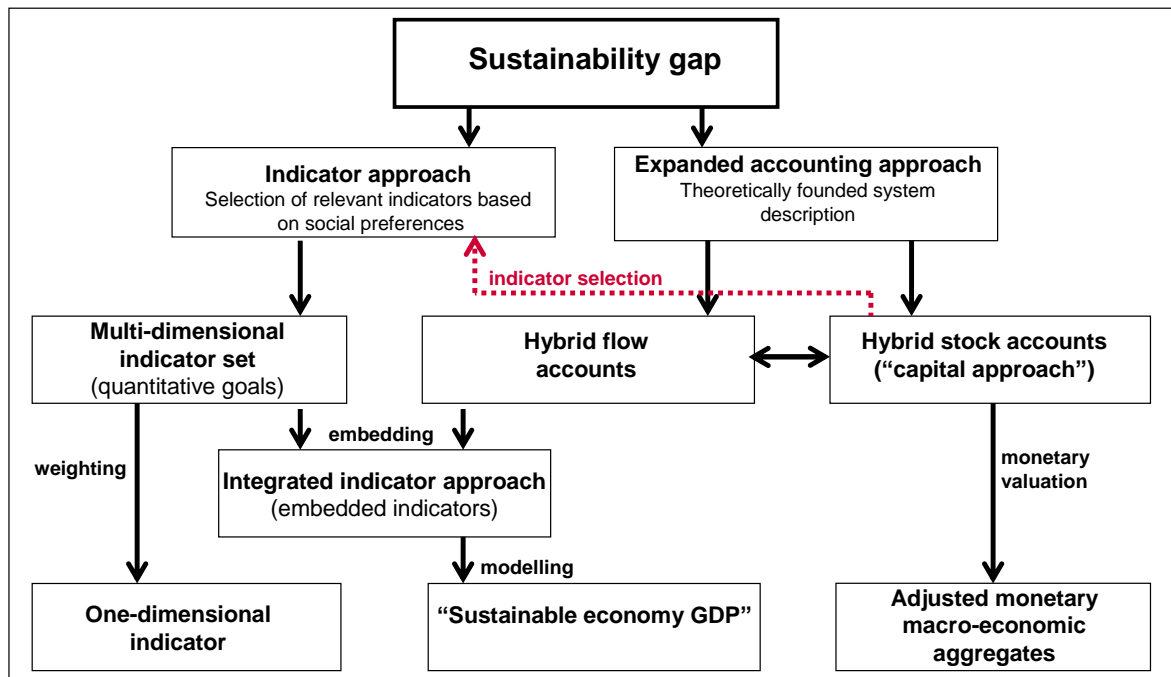 Sustainability gap
Indicator approach
Selection of relevant indicators based
on social preferences
Expanded accounting approach
Theoretically founded system
description
indicator selection
Multi-dimensional
indicator set
(quantitative goals)
Hybrid flow
accounts
Hybrid stock accounts
(“capital approach”)
embedding
weighting
monetary
valuation
Integrated indicator approach
(embedded indicators)
modelling
One-dimensional
indicator
“Sustainable economy GDP”
Adjusted monetary
macro-economic
aggregates